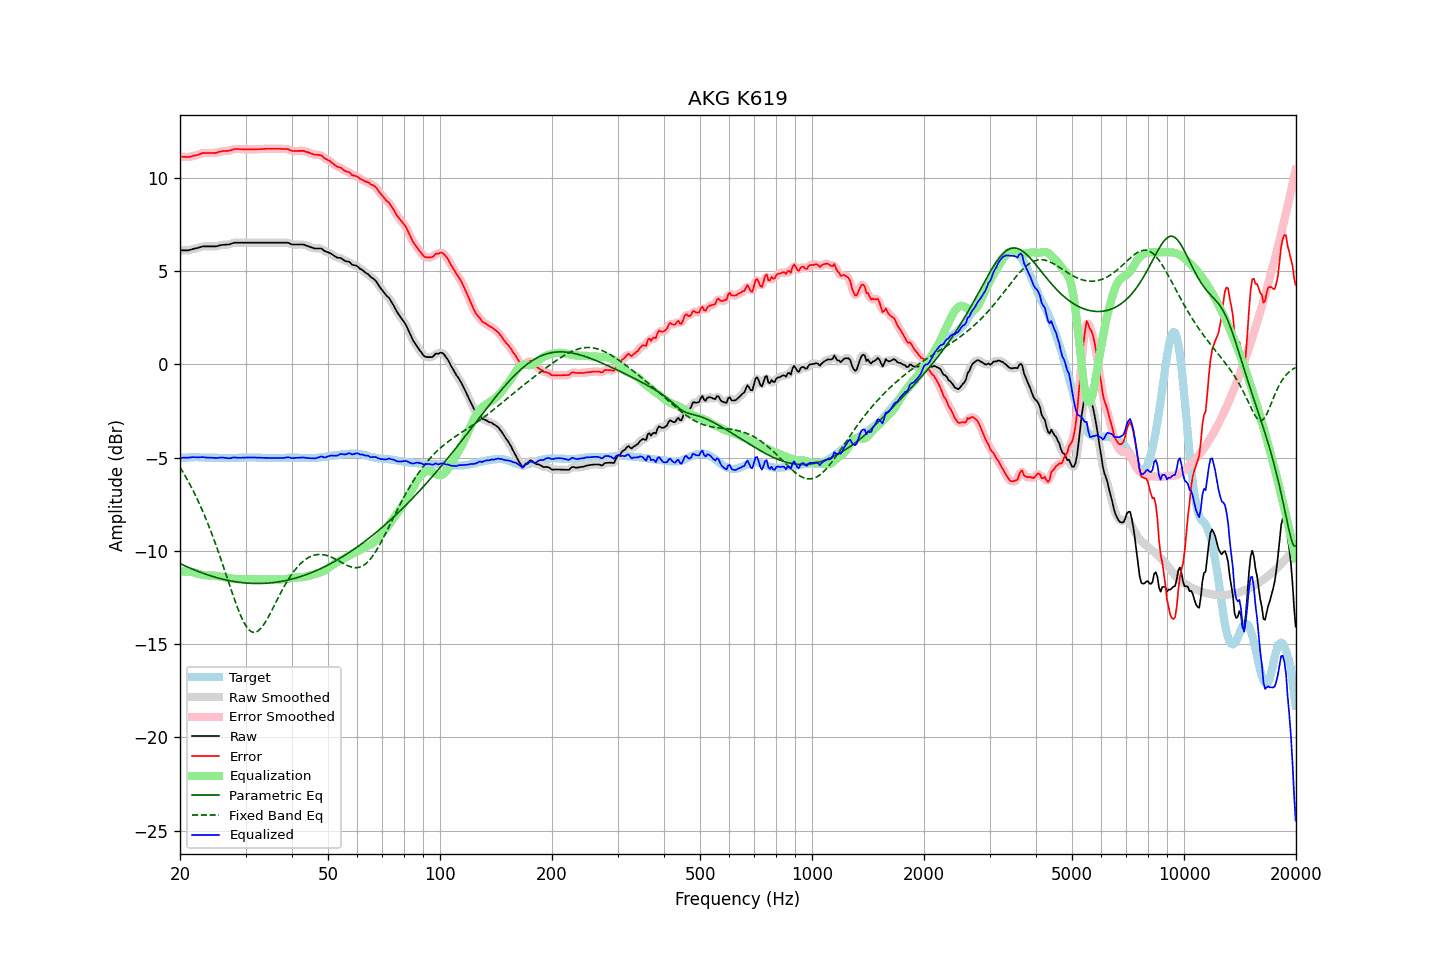 AKG K619
Amplitude (dBr)
10
5
0
−5
−10
−15
−20
−25
Target
Raw Smoothed
Error Smoothed
Raw
Error
Equalization
Parametric Eq
Fixed Band Eq
Equalized
20 50 100 200 500 1000 2000 5000 10000 20000
Frequency (Hz)